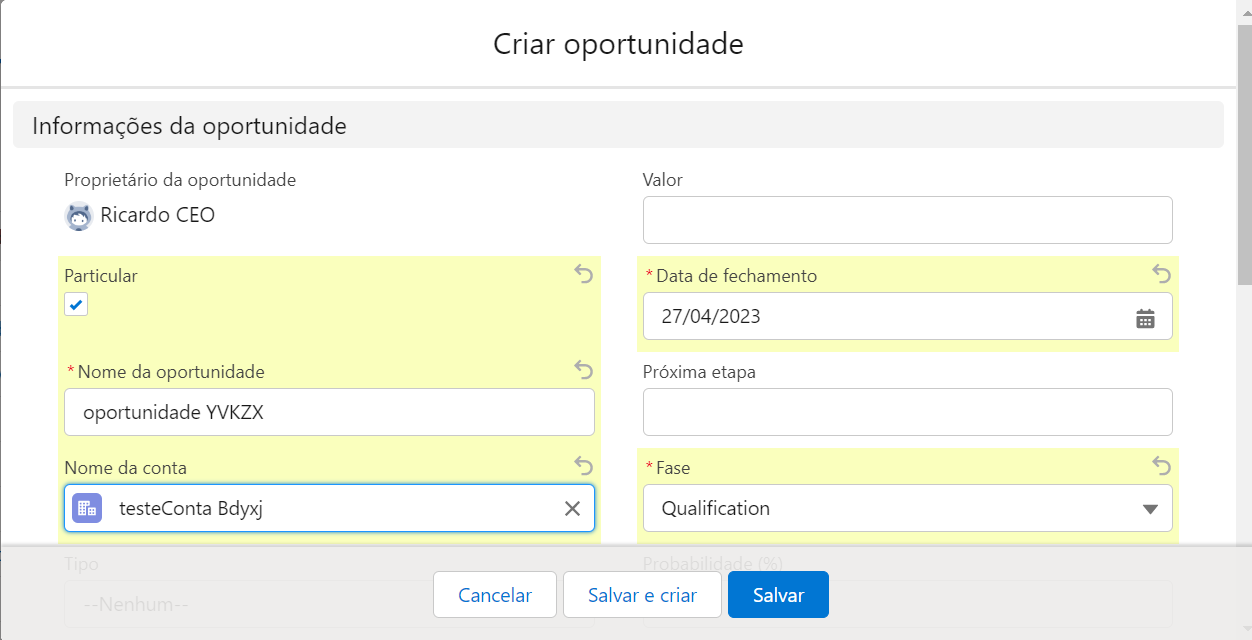 Criar oportunidade
Informações da oportunidade
Proprietário da oportunidade
Ricardo CEO
Valor
Particular
*Data de fechamento
27/04/2023
*Nome da oportunidade
oportunidade YVKZX
Próxima etapa
Nome da conta
testeConta Bdyxj
*Fase
Qualification
Tipo
--Nenhum--
Probabilidade (%)
Cancelar
Salvar e criar
Salvar